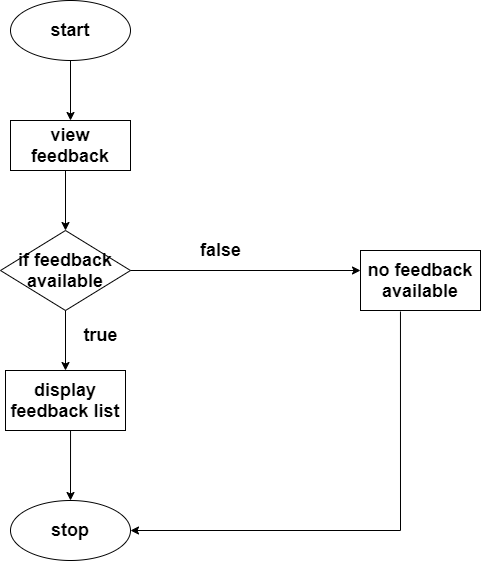 start
view
feedback
if feedback
available
false
no feedback
available
true
display
feedback list
stop